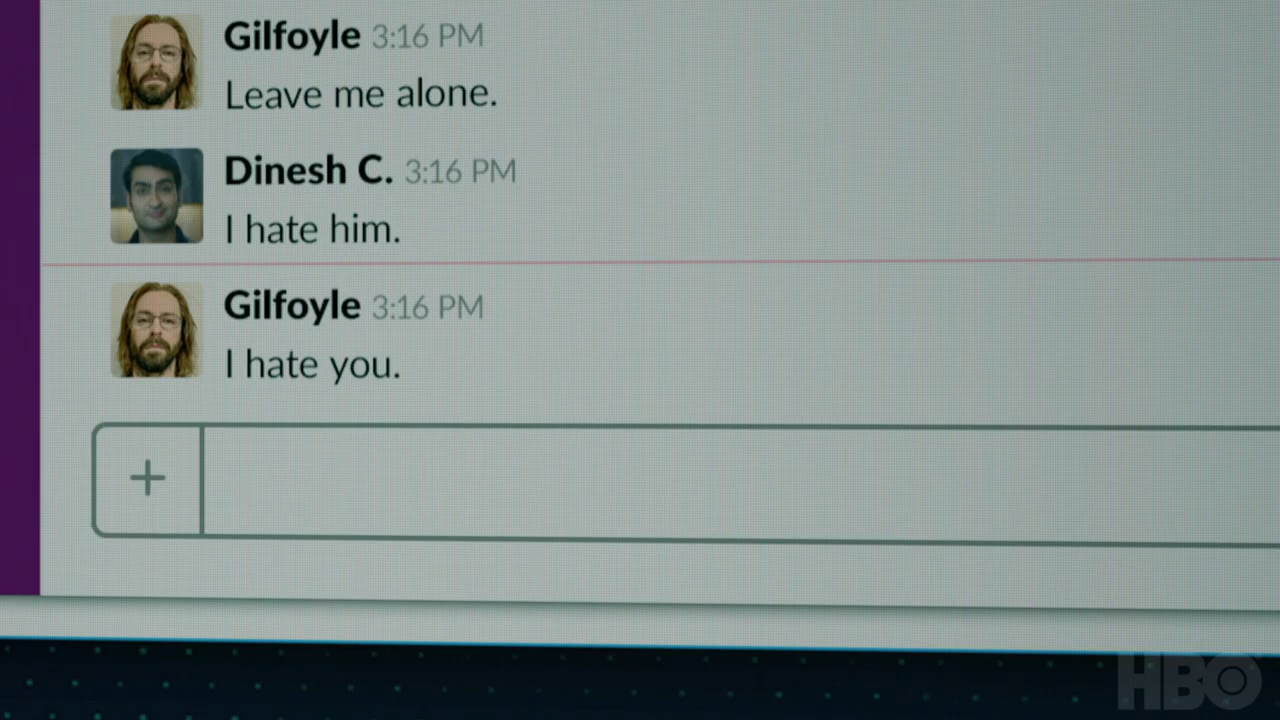 Gilfoyle 3:16 PM
Leave me alone.
Dinesh C. 3:16 PM
I hate him.
Gilfoyle 3:16 PM
I hate you.
+
HBO